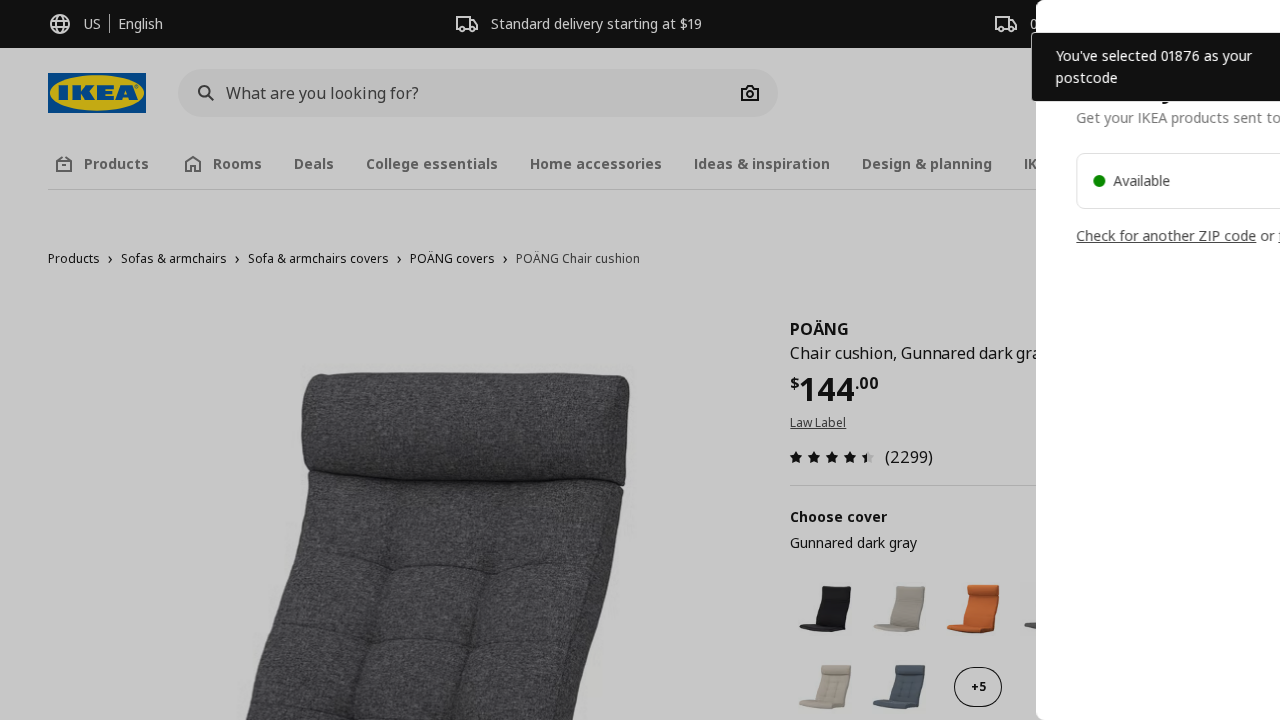 US English
Standard delivery starting at $19
You've selected 01876 as your
postcode
IKEA
What are you looking for?
Get your IKEA products sent to
Products
Rooms
Deals
College essentials
Home accessories
Ideas & inspiration
Design & planning
Available
Check for another ZIP code or
Products › Sofas & armchairs › Sofa & armchairs covers › POÄNG covers › POÄNG Chair cushion
POÄNG
Chair cushion, Gunnared dark gra
$144.00
Law Label
(2299)
Choose cover
Gunnared dark gray
+5